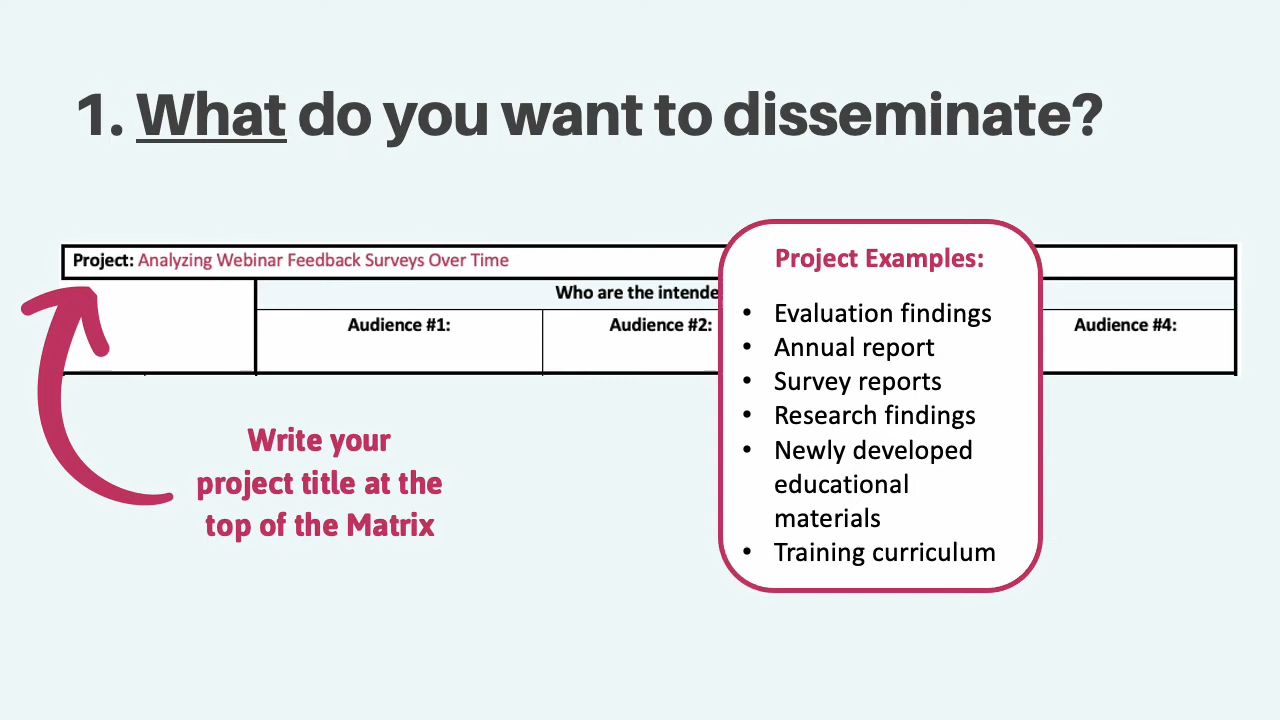 1. What do you want to disseminate?
Project: Analyzing Webinar Feedback Surveys Over Time
Who are the intende
Audience #1:
Audience #2:
Audience #4:
Project Examples:
• Evaluation findings
• Annual report
• Survey reports
• Research findings
• Newly developed
educational
materials
• Training curriculum
Write your
project title at the
top of the Matrix